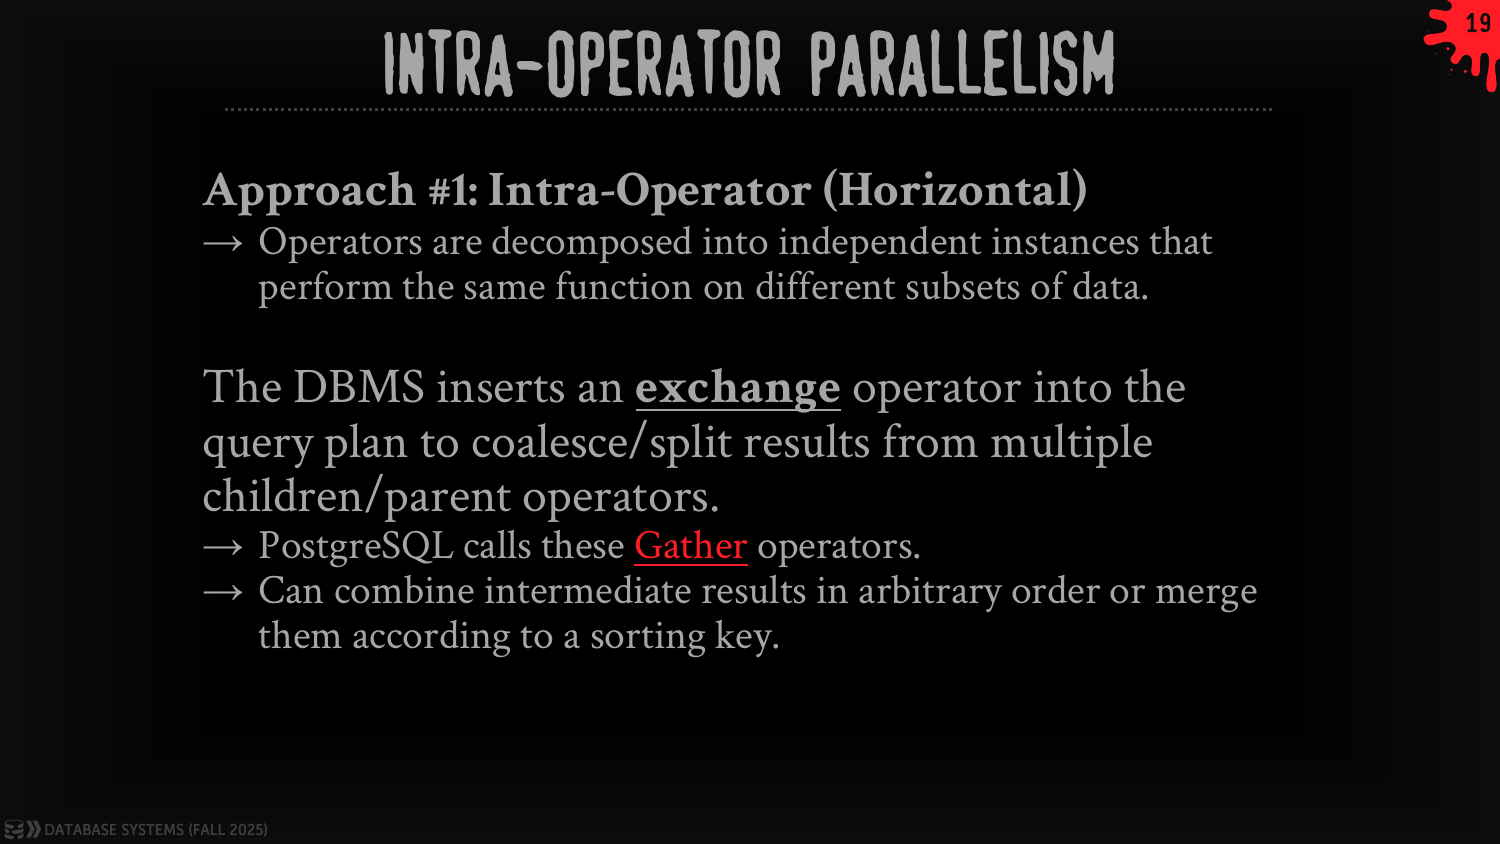 INTRA-OPERATOR PARALLELISM
19
Approach #1: Intra-Operator (Horizontal)
→ Operators are decomposed into independent instances that
perform the same function on different subsets of data.
The DBMS inserts an exchange operator into the
query plan to coalesce/split results from multiple
children/parent operators.
→ PostgreSQL calls these Gather operators.
→ Can combine intermediate results in arbitrary order or merge
them according to a sorting key.
DATABASE SYSTEMS (FALL 2025)